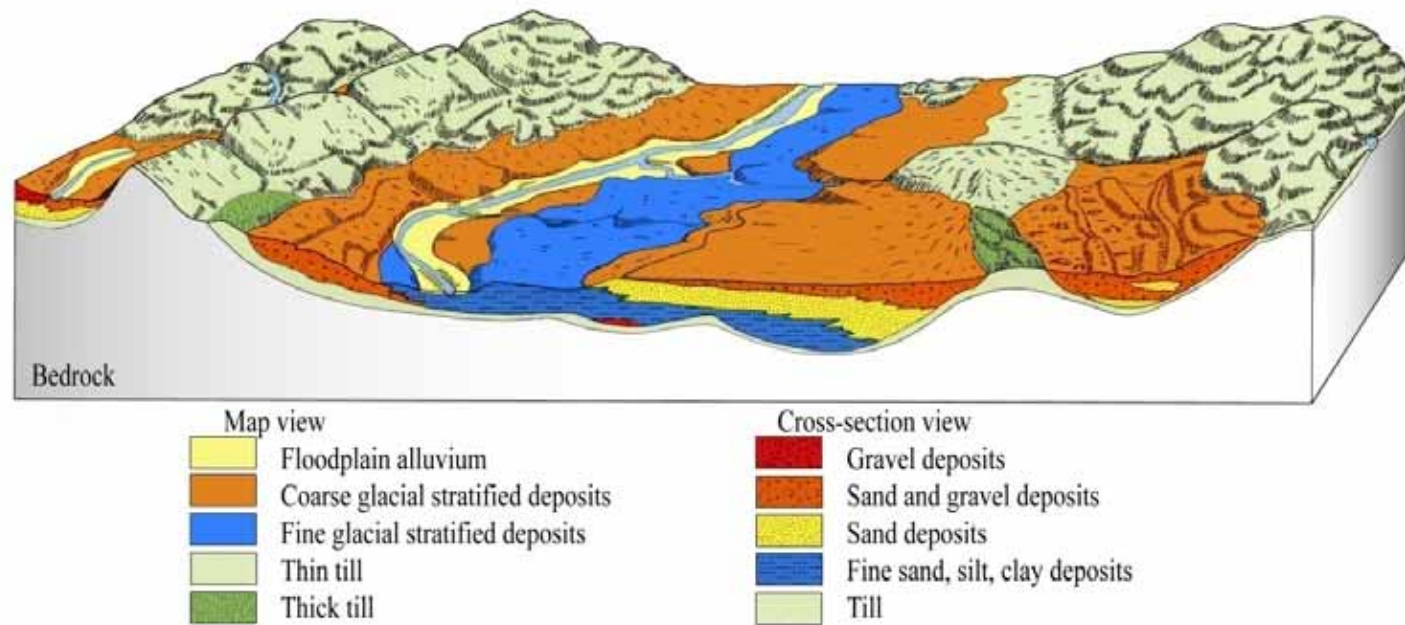 Bedrock
Map view
Floodplain alluvium
Coarse glacial stratified deposits
Fine glacial stratified deposits
Thin till
Thick till
Cross-section view
Gravel deposits
Sand and gravel deposits
Sand deposits
Fine sand, silt, clay deposits
Till